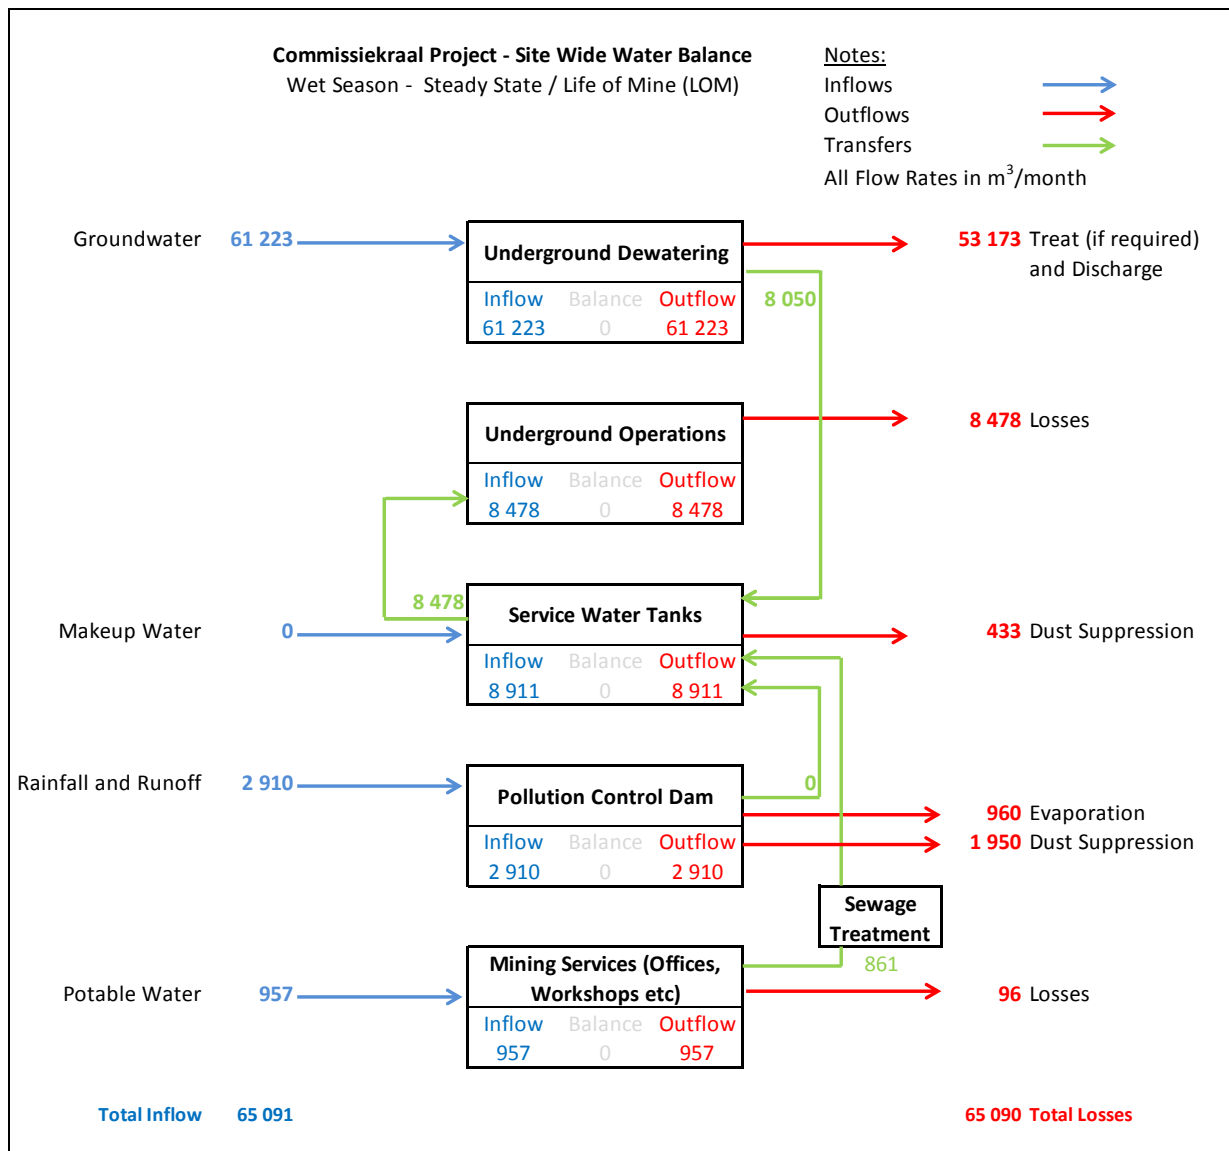 Commissiekraal Project - Site Wide Water Balance
Wet Season - Steady State / Life of Mine (LOM)
Notes:
Inflows
Outflows
Transfers
All Flow Rates in m³/month
Groundwater 61 223
Underground Dewatering
Inflow Balance Outflow
61 223 0 61 223
8 050
53 173 Treat (if required)
and Discharge
Underground Operations
Inflow Balance Outflow
8 478 0 8 478
8 478 Losses
8 478
Makeup Water 0
Service Water Tanks
Inflow Balance Outflow
8 911 0 8 911
433 Dust Suppression
Rainfall and Runoff 2 910
Pollution Control Dam
Inflow Balance Outflow
2 910 0 2 910
0
960 Evaporation
1 950 Dust Suppression
Sewage
Treatment
861
Potable Water 957
Mining Services (Offices,
Workshops etc)
Inflow Balance Outflow
957 0 957
96 Losses
Total Inflow 65 091
65 090 Total Losses